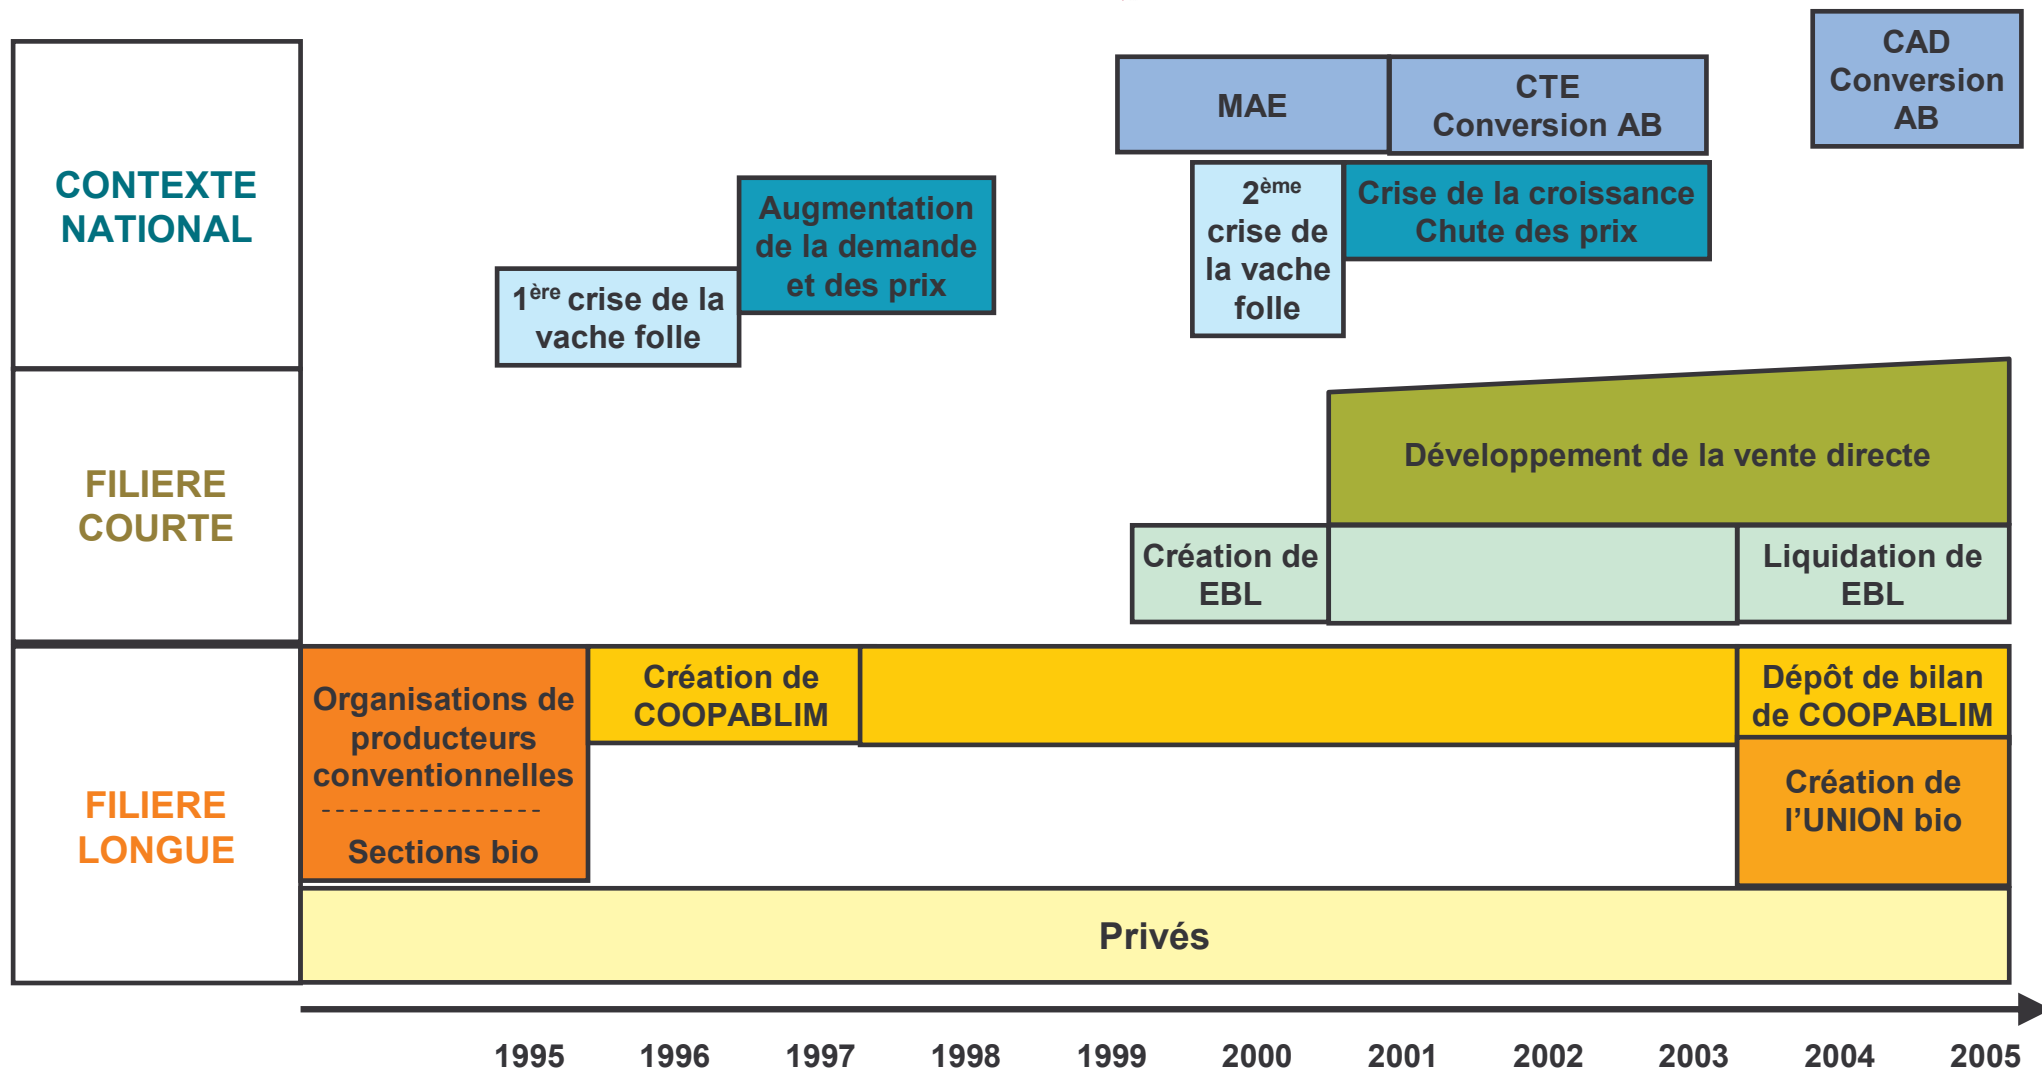 CONTEXTE
NATIONAL
MAE
CTE
Conversion AB
CAD
Conversion
AB
1ère crise de la
vache folle
Augmentation
de la demande
et des prix
2ème
crise de
la vache
folle
Crise de la croissance
Chute des prix
FILIERE
COURTE
Développement de la vente directe
Création de
EBL
Liquidation de
EBL
FILIERE
LONGUE
Organisations de
producteurs
conventionnelles
Sections bio
Création de
COOPABLIM
Dépôt de bilan
de COOPABLIM
Création de
l’UNION bio
Privés
1995 1996 1997 1998 1999 2000 2001 2002 2003 2004 2005